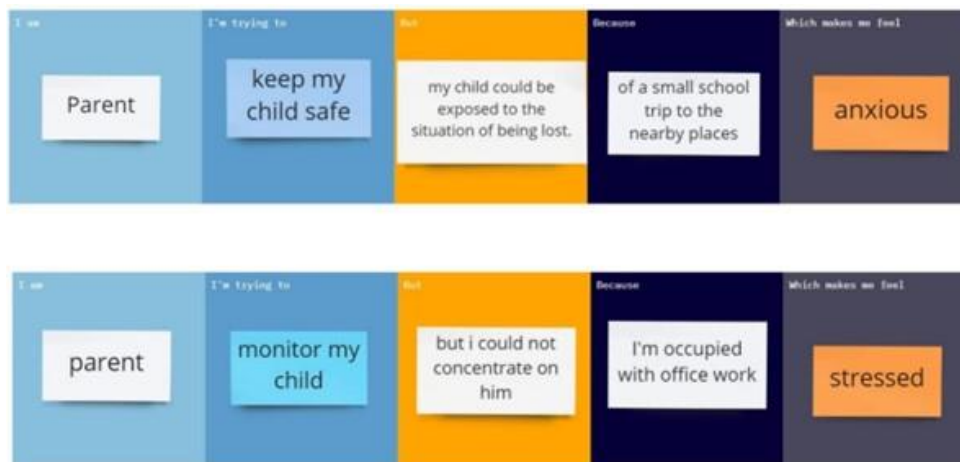 I am
I'm trying to
But
Because
Which makes me feel
Parent
keep my
child safe
my child could be
exposed to the
situation of being lost.
of a small school
trip to the
nearby places
anxious
I am
I'm trying to
But
Because
Which makes me feel
parent
monitor my
child
but i could not
concentrate on
him
I'm occupied
with office work
stressed